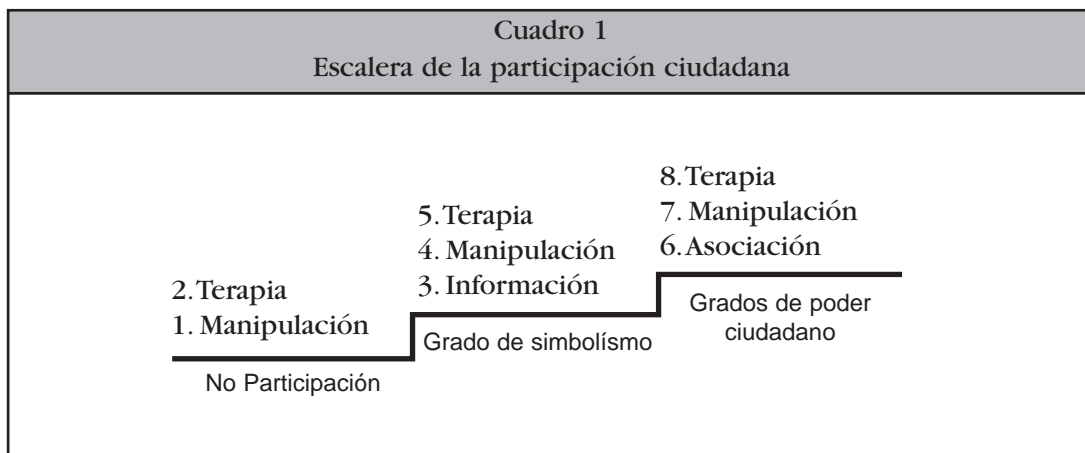 Cuadro 1
Escalera de la participación ciudadana
2. Terapia
1. Manipulación
No Participación
5. Terapia
4. Manipulación
3. Información
Grado de simbolísmo
8. Terapia
7. Manipulación
6. Asociación
Grados de poder
ciudadano